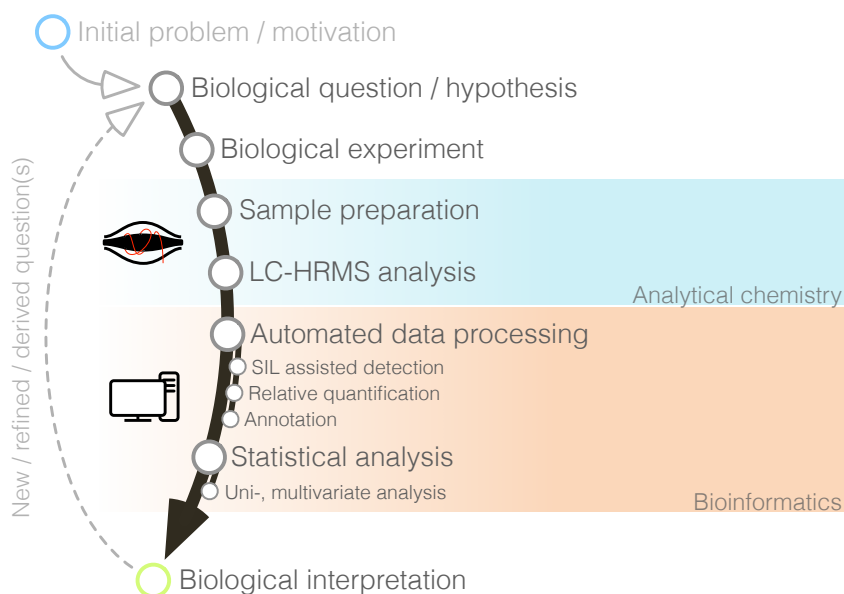 Initial problem / motivation
Biological question / hypothesis
Biological experiment
Sample preparation
LC-HRMS analysis
Analytical chemistry
Automated data processing
SIL assisted detection
Relative quantification
Annotation
Statistical analysis
Uni-, multivariate analysis
Bioinformatics
Biological interpretation
New / refined / derived question(s)